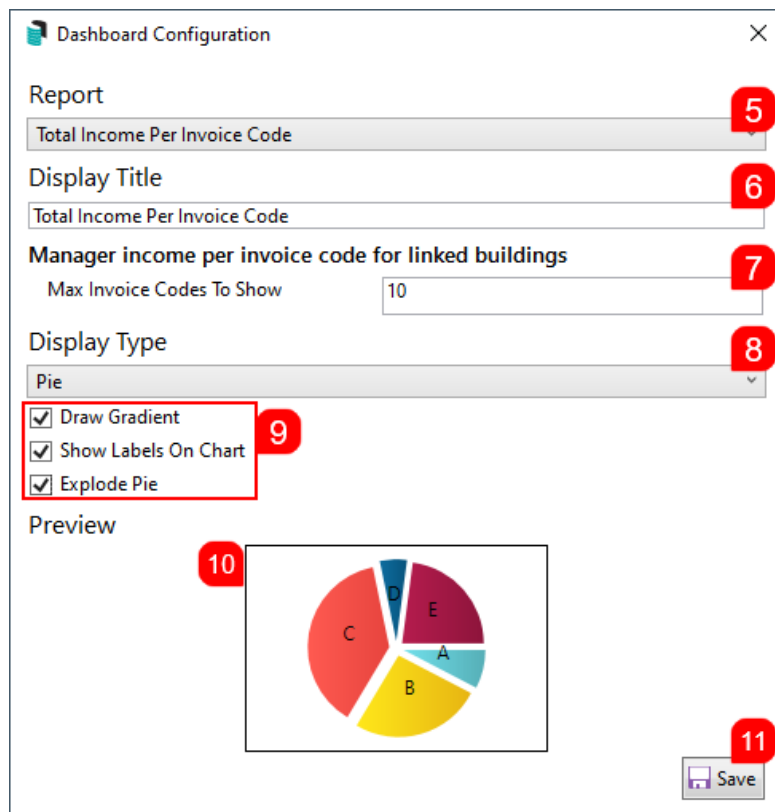 Dashboard Configuration
Report
5
Total Income Per Invoice Code
Display Title
6
Total Income Per Invoice Code
Manager income per invoice code for linked buildings
7
Max Invoice Codes To Show 10
Display Type
8
Pie
Draw Gradient
9
Show Labels On Chart
Explode Pie
Preview
10
D
E
C
A
B
11
Save